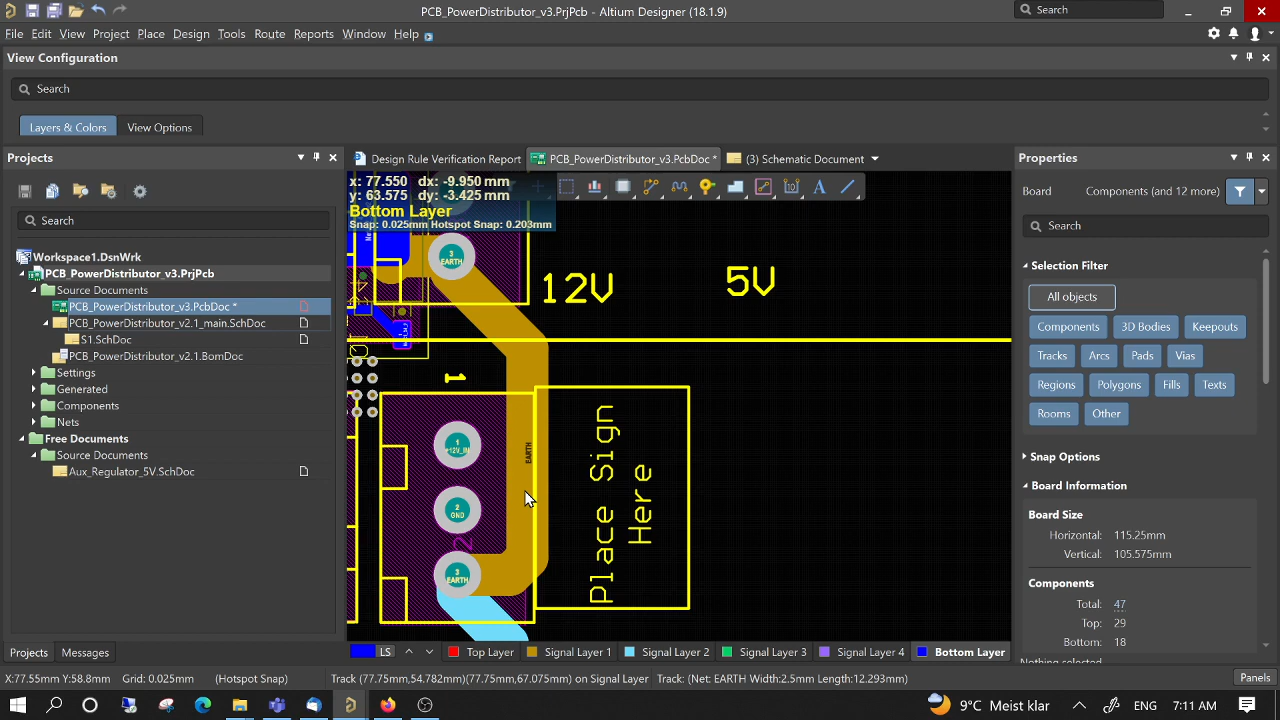 PCB_PowerDistributor_v3.PrjPcb - Altium Designer (18.1.9)
Search
File Edit View Project Place Design Tools Route Reports Window Help
View Configuration
Search
Layers & Colors View Options
Projects
Search
Workspace1.DsnWrk
PCB_PowerDistributor_v3.PrjPcb
Source Documents
PCB_PowerDistributor_v3.PcbDoc *
PCB_PowerDistributor_v2.1_main.SchDoc
S1.SchDoc
PCB_PowerDistributor_v2.1.BomDoc
Settings
Generated
Components
Nets
Free Documents
Source Documents
Aux_Regulator_5V.SchDoc
Projects Messages
Design Rule Verification Report PCB_PowerDistributor_v3.PcbDoc * (3) Schematic Document
x: 77.550 dx: -9.950 mm
y: 63.575 dy: -3.425 mm
Bottom Layer
Snap: 0.025mm Hotspot Snap: 0.203mm
3
EARTH
12V 5V
1
1
+12V_IN
EARTH
2
GND
2
3
EARTH
Place Sign
Here
LS Top Layer Signal Layer 1 Signal Layer 2 Signal Layer 3 Signal Layer 4 Bottom Layer
Properties
Board Components (and 12 more)
Search
Selection Filter
All objects
Components 3D Bodies Keepouts
Tracks Arcs Pads Vias
Regions Polygons Fills Texts
Rooms Other
Snap Options
Board Information
Board Size
Horizontal: 115.25mm
Vertical: 105.575mm
Components
Total: 47
Top: 29
Bottom: 18
Nothing selected
X:77.55mm Y:58.8mm Grid: 0.025mm (Hotspot Snap) Track (77.75mm,54.782mm)(77.75mm,67.075mm) on Signal Layer Track: (Net: EARTH Width:2.5mm Length:12.293mm) Panels
9°C Meist klar ENG 7:11 AM